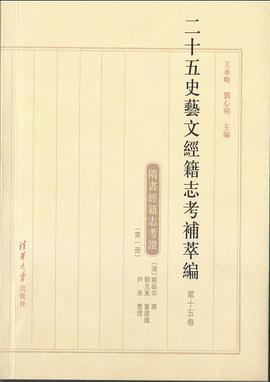 王承略 劉心明 主編
二十五史藝文經籍志考補萃編 第十五卷
隋書經籍志考證
（第一册）
〔清〕姚振宗 撰
劉克東 董建國
尹承 整理
清華大學 出版社